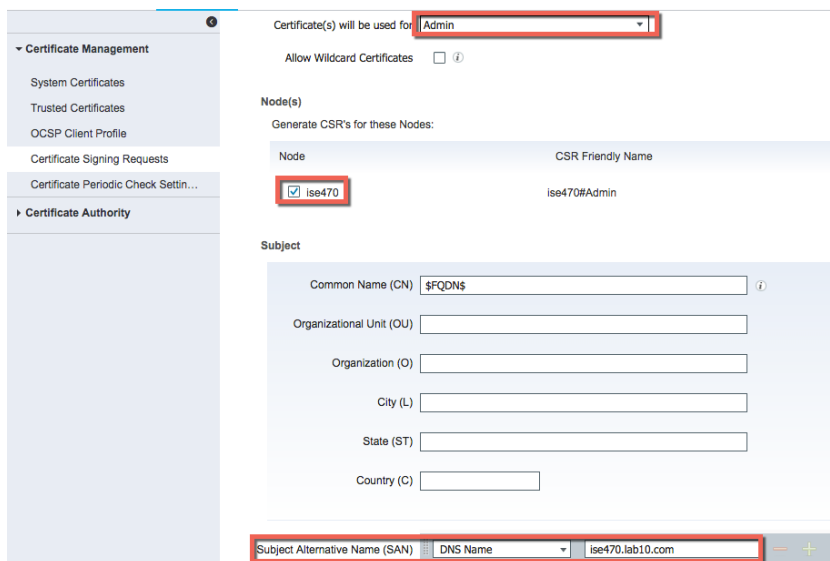 Certificate(s) will be used for Admin
Certificate Management
Allow Wildcard Certificates
System Certificates
Trusted Certificates
OCSP Client Profile
Certificate Signing Requests
Certificate Periodic Check Settin...
Certificate Authority
Node(s)
Generate CSR's for these Nodes:
Node CSR Friendly Name
ise470 ise470#Admin
Subject
Common Name (CN) $FQDN$
Organizational Unit (OU)
Organization (O)
City (L)
State (ST)
Country (C)
Subject Alternative Name (SAN) DNS Name ise470.lab10.com